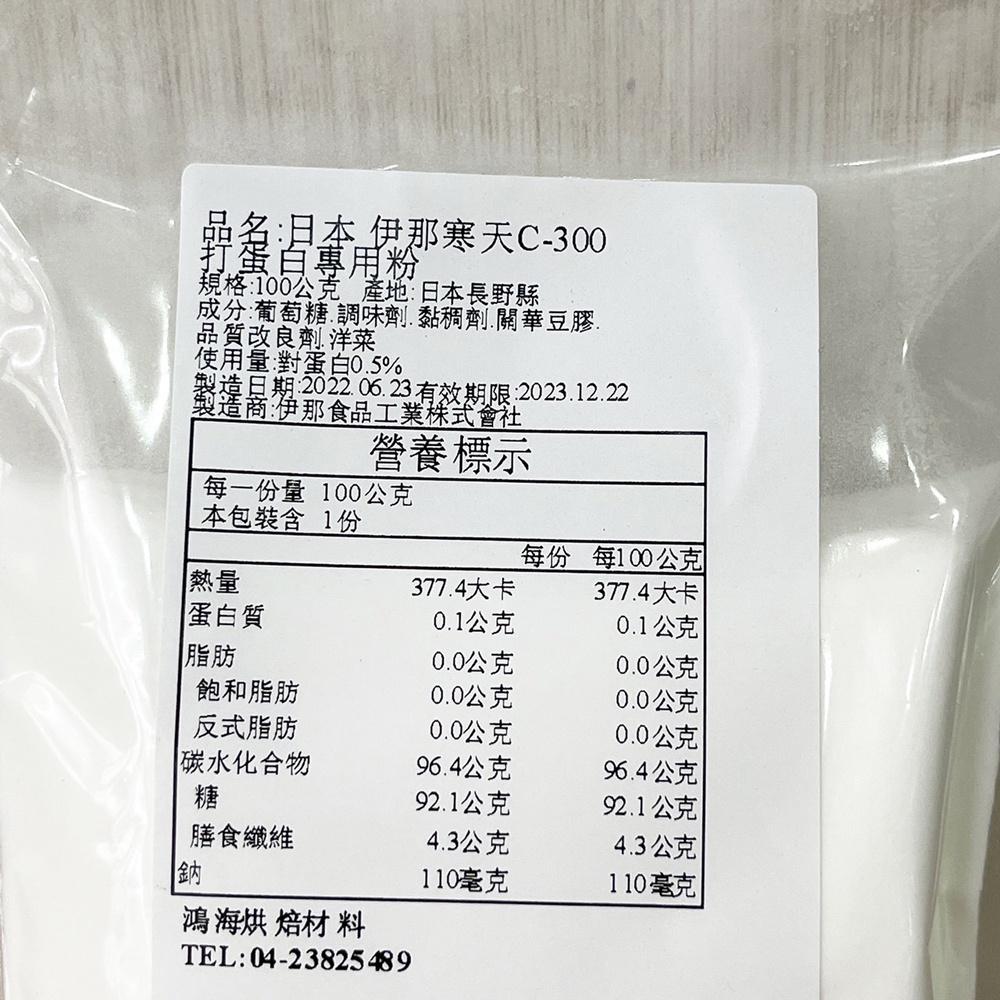 品名:日本 伊那寒天C-300
打蛋白專用粉
規格:100公克 產地:日本長野縣
成分:葡萄糖.調味劑.黏稠劑.關華豆膠.
品質改良劑.洋菜
使用量:對蛋白0.5%
製造日期:2022.06.23有效期限:2023.12.22
製造商:伊那食品工業株式會社
營養標示
每一份量 100公克
本包裝含 1份
每份 每100公克
熱量 377.4大卡 377.4大卡
蛋白質 0.1公克 0.1公克
脂肪 0.0公克 0.0公克
飽和脂肪 0.0公克 0.0公克
反式脂肪 0.0公克 0.0公克
碳水化合物 96.4公克 96.4公克
糖 92.1公克 92.1公克
膳食纖維 4.3公克 4.3公克
鈉 110毫克 110毫克
鴻海烘焙材料
TEL:04-23825489